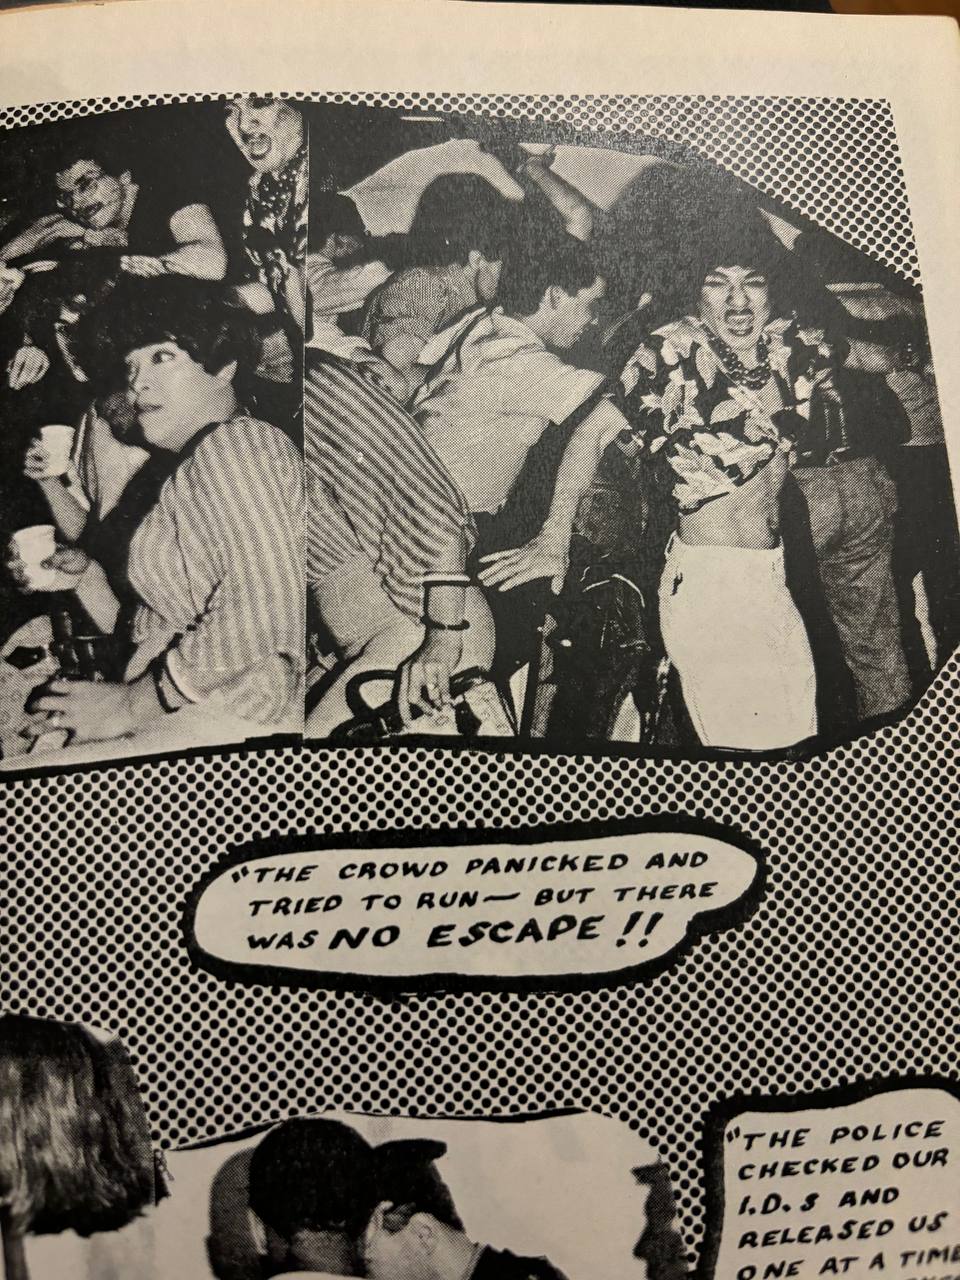 "THE CROWD PANICKED AND
TRIED TO RUN— BUT THERE
WAS NO ESCAPE!!
"THE POLICE
CHECKED OUR
I.D.S AND
RELEASED US
ONE AT A TIME